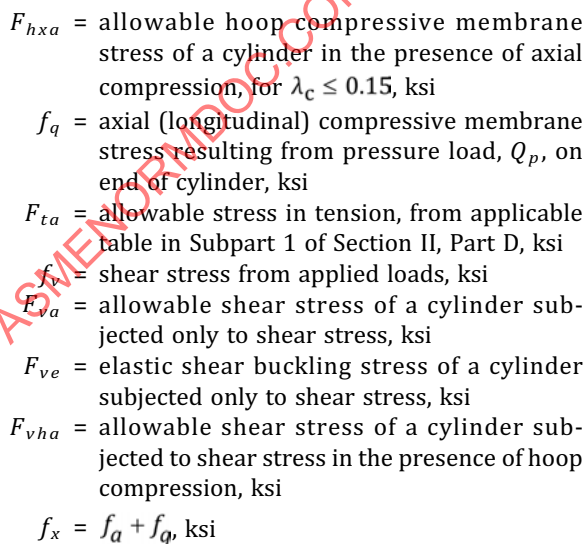 F_hxa = allowable hoop compressive membrane
stress of a cylinder in the presence of axial
compression, for λ_c ≤ 0.15, ksi
f_q = axial (longitudinal) compressive membrane
stress resulting from pressure load, Q_p, on
end of cylinder, ksi
F_ta = allowable stress in tension, from applicable
table in Subpart 1 of Section II, Part D, ksi
f_v = shear stress from applied loads, ksi
F_va = allowable shear stress of a cylinder sub-
jected only to shear stress, ksi
F_ve = elastic shear buckling stress of a cylinder
subjected only to shear stress, ksi
F_vha = allowable shear stress of a cylinder sub-
jected to shear stress in the presence of hoop
compression, ksi
f_x = f_a + f_q, ksi
ASMENORMDOC.COM